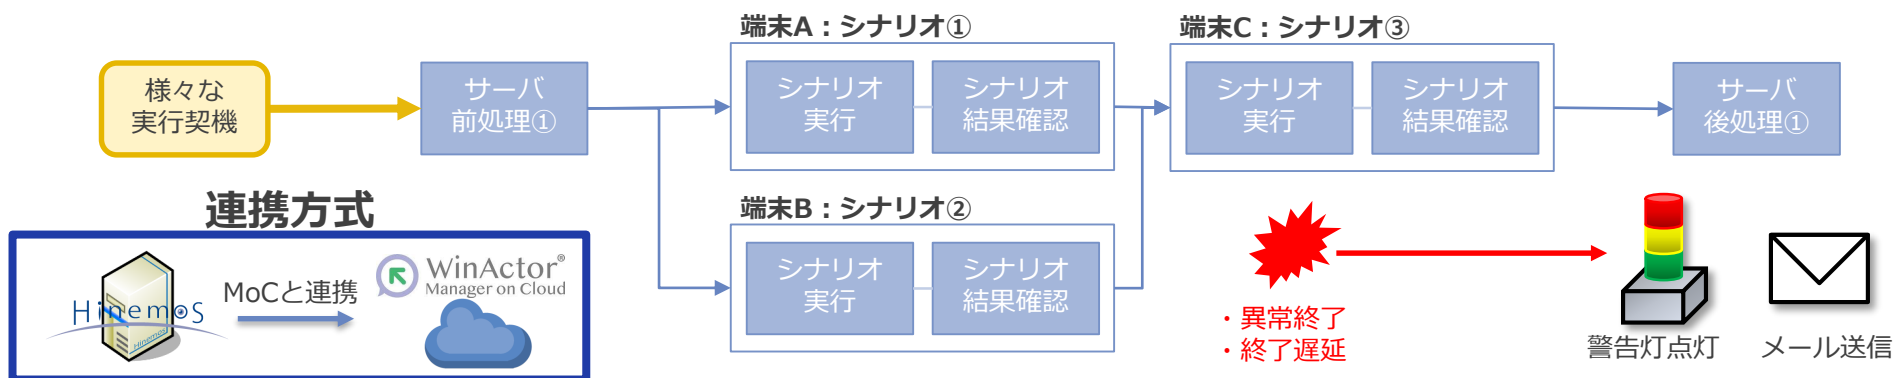 端末A：シナリオ①
端末C：シナリオ③
様々な
実行契機
サーバ
前処理①
シナリオ
実行
シナリオ
結果確認
シナリオ
実行
シナリオ
結果確認
サーバ
後処理①
連携方式
端末B：シナリオ②
Hinemos
Hinemos
MoCと連携
WinActor®
Manager on Cloud
シナリオ
実行
シナリオ
結果確認
・異常終了
・終了遅延
警告灯点灯
メール送信